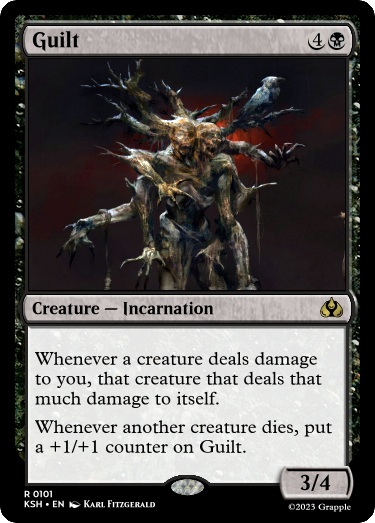 Guilt 4
Creature — Incarnation
Whenever a creature deals damage
to you, that creature that deals that
much damage to itself.
Whenever another creature dies, put
a +1/+1 counter on Guilt.
3/4
R 0101
KSH • EN Karl Fitzgerald
©2023 Grapple